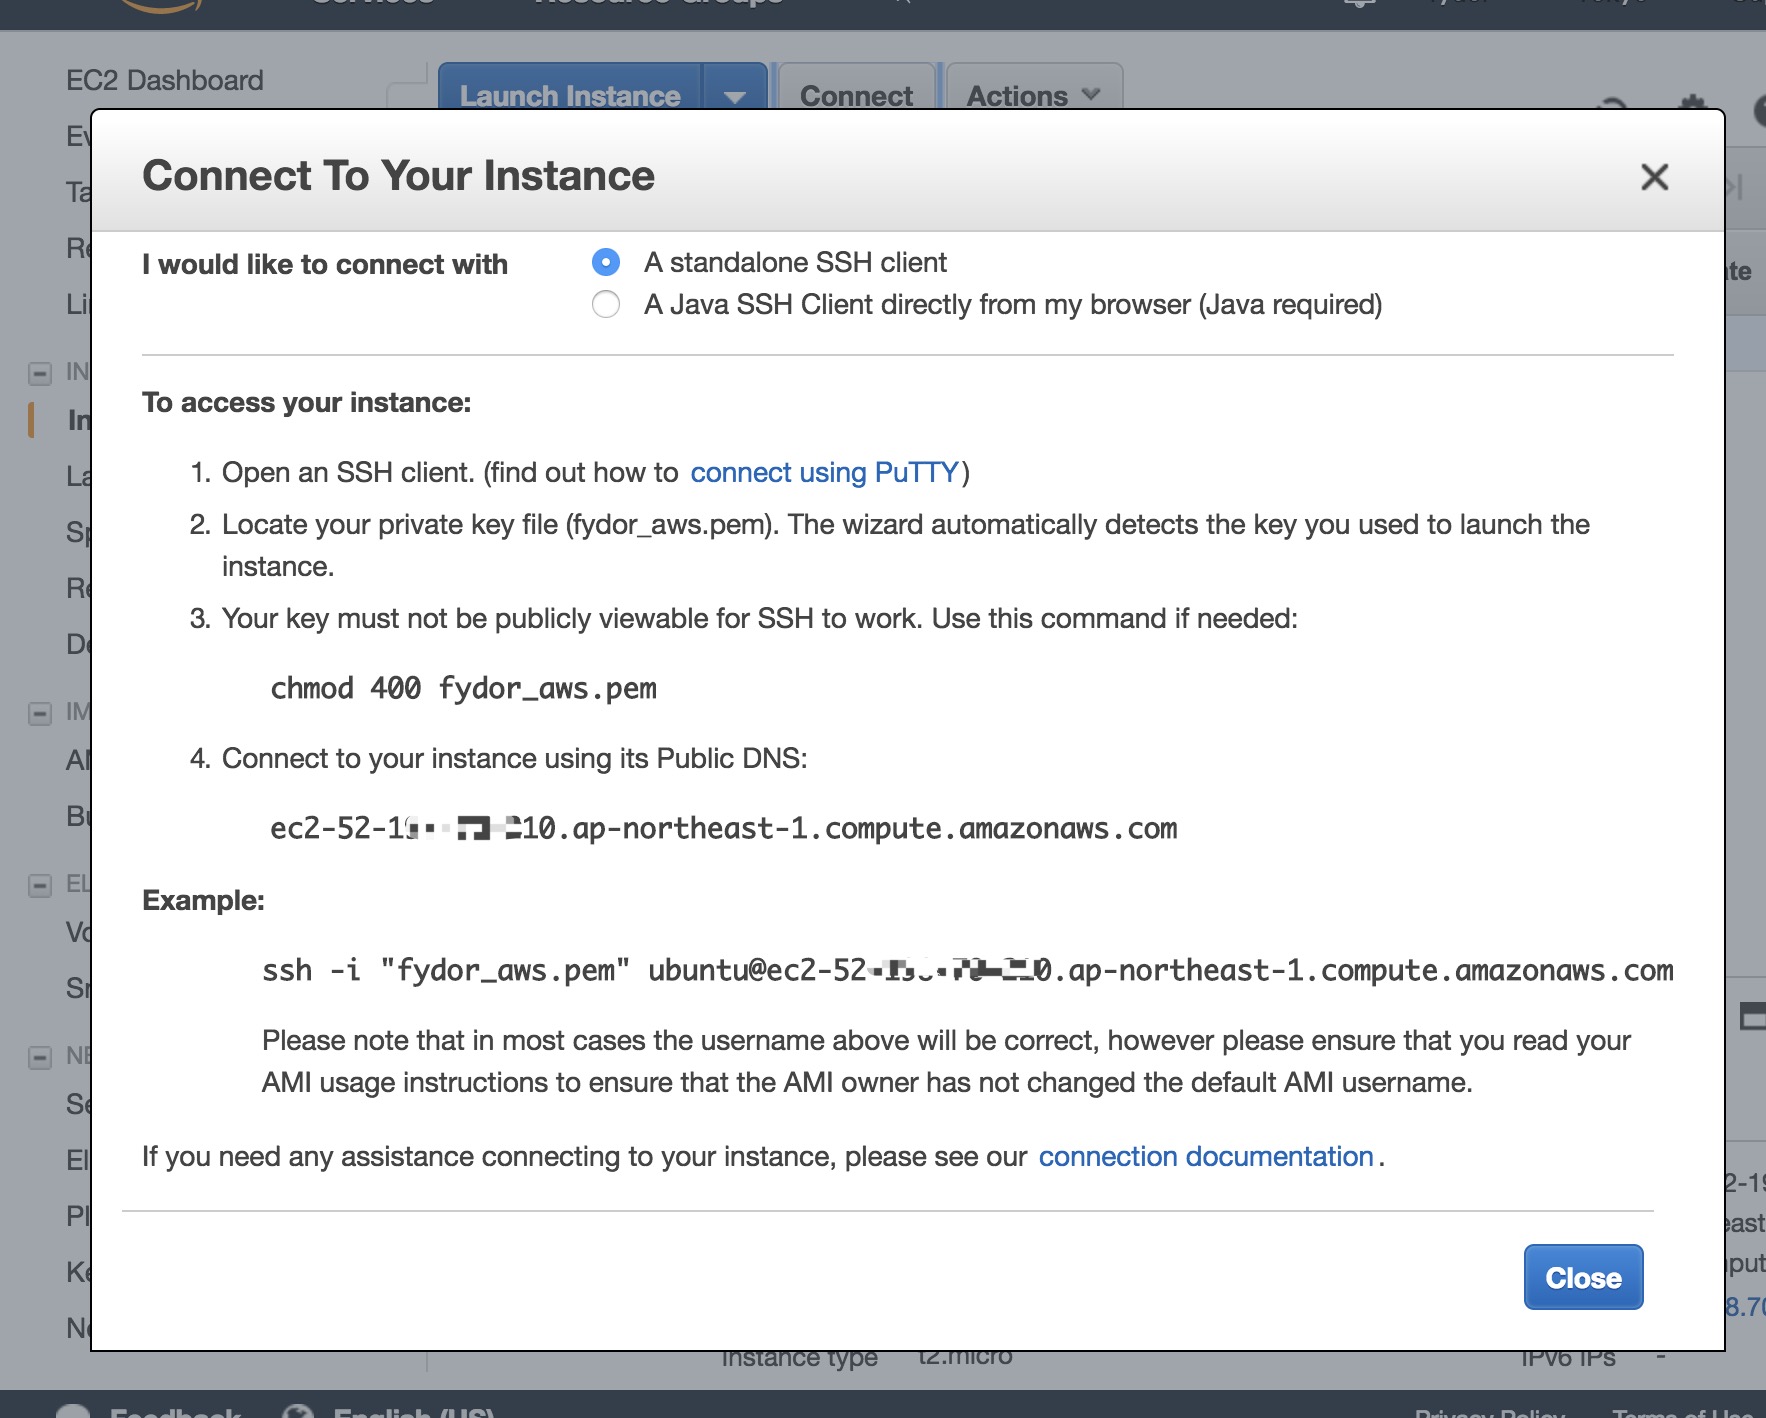 EC2 Dashboard
Launch Instance
Connect
Actions
Connect To Your Instance
I would like to connect with
A standalone SSH client
A Java SSH Client directly from my browser (Java required)
To access your instance:
1. Open an SSH client. (find out how to connect using PuTTY)
2. Locate your private key file (fydor_aws.pem). The wizard automatically detects the key you used to launch the
instance.
3. Your key must not be publicly viewable for SSH to work. Use this command if needed:
chmod 400 fydor_aws.pem
4. Connect to your instance using its Public DNS:
.ap-northeast-1.compute.amazonaws.com
Example:
ssh -i "fydor_aws.pem" ubuntu@ec2-52 .ap-northeast-1.compute.amazonaws.com
Please note that in most cases the username above will be correct, however please ensure that you read your
AMI usage instructions to ensure that the AMI owner has not changed the default AMI username.
If you need any assistance connecting to your instance, please see our connection documentation.
Close
Instance type t2.micro IPv6 IPs -
Feedback English (US)
Privacy Policy Terms of Use